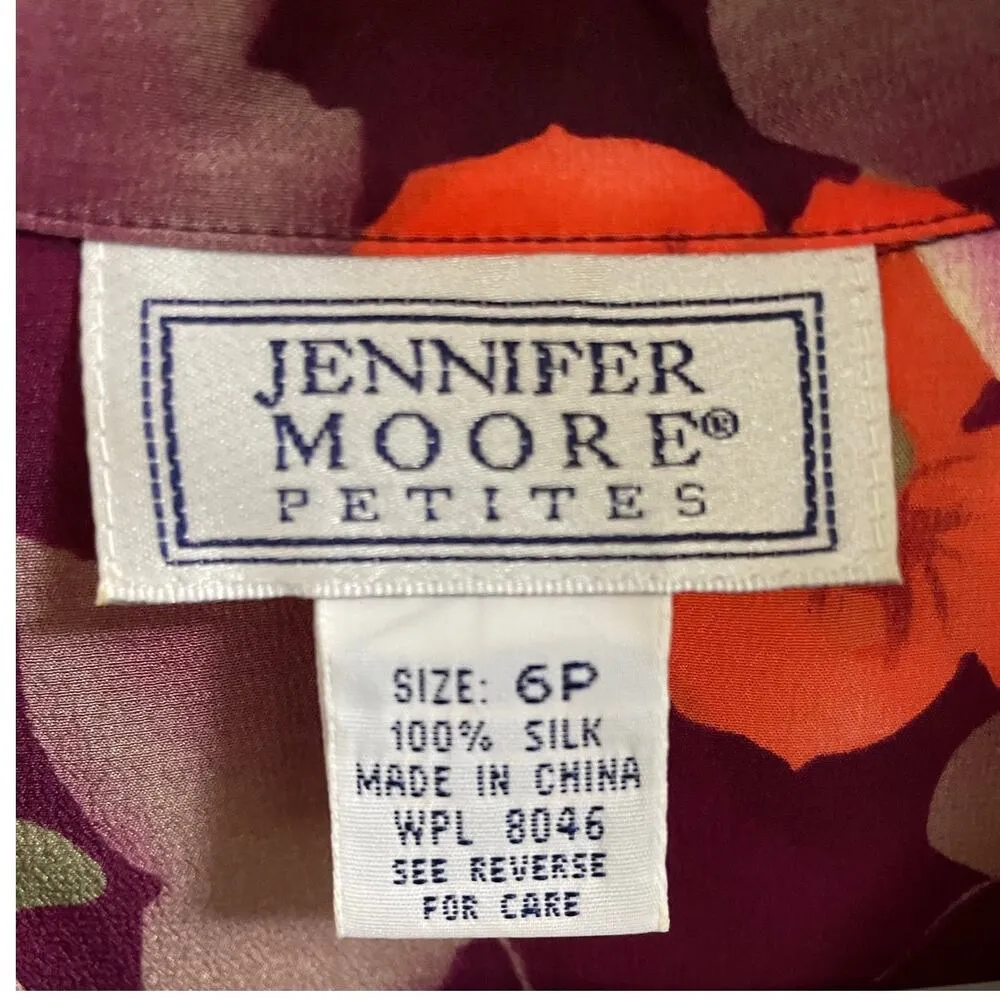 JENNIFER
MOORE®
PETITES
SIZE: 6P
100% SILK
MADE IN CHINA
WPL 8046
SEE REVERSE
FOR CARE